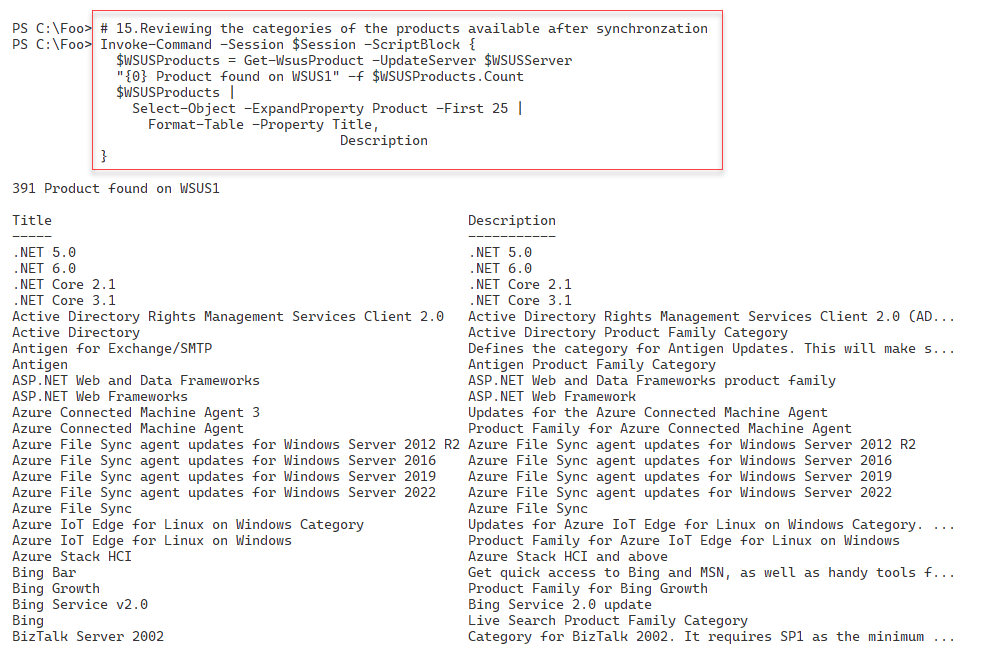 PS C:\Foo> # 15.Reviewing the categories of the products available after synchronzation
PS C:\Foo> Invoke-Command -Session $Session -ScriptBlock {
$WSUSProducts = Get-WsusProduct -UpdateServer $WSUSServer
"{0} Product found on WSUS1" -f $WSUSProducts.Count
$WSUSProducts |
Select-Object -ExpandProperty Product -First 25 |
Format-Table -Property Title,
Description
}
391 Product found on WSUS1
Title Description
----- -----------
.NET 5.0 .NET 5.0
.NET 6.0 .NET 6.0
.NET Core 2.1 .NET Core 2.1
.NET Core 3.1 .NET Core 3.1
Active Directory Rights Management Services Client 2.0 Active Directory Rights Management Services Client 2.0 (AD...
Active Directory Active Directory Product Family Category
Antigen for Exchange/SMTP Defines the category for Antigen Updates. This will make s...
Antigen Antigen Product Family Category
ASP.NET Web and Data Frameworks ASP.NET Web and Data Frameworks product family
ASP.NET Web Frameworks ASP.NET Web Framework
Azure Connected Machine Agent 3 Updates for the Azure Connected Machine Agent
Azure Connected Machine Agent Product Family for Azure Connected Machine Agent
Azure File Sync agent updates for Windows Server 2012 R2 Azure File Sync agent updates for Windows Server 2012 R2
Azure File Sync agent updates for Windows Server 2016 Azure File Sync agent updates for Windows Server 2016
Azure File Sync agent updates for Windows Server 2019 Azure File Sync agent updates for Windows Server 2019
Azure File Sync agent updates for Windows Server 2022 Azure File Sync agent updates for Windows Server 2022
Azure File Sync Azure File Sync
Azure IoT Edge for Linux on Windows Category Updates for Azure IoT Edge for Linux on Windows Category. ...
Azure IoT Edge for Linux on Windows Product Family for Azure IoT Edge for Linux on Windows
Azure Stack HCI Azure Stack HCI and above
Bing Bar Get quick access to Bing and MSN, as well as handy tools f...
Bing Growth Product Family for Bing Growth
Bing Service v2.0 Bing Service 2.0 update
Bing Live Search Product Family Category
BizTalk Server 2002 Category for BizTalk 2002. It requires SP1 as the minimum ...